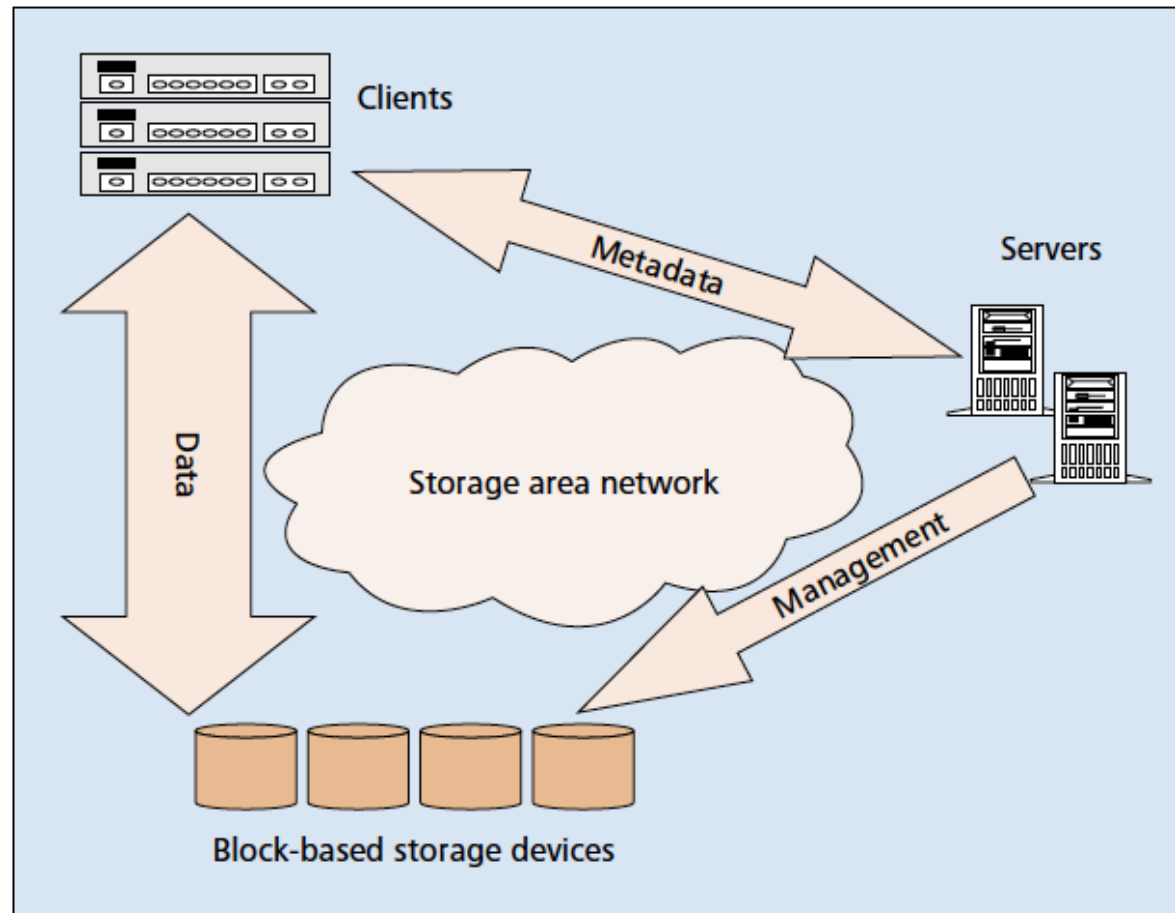 Clients
Metadata
Servers
Data
Storage area network
Management
Block-based storage devices